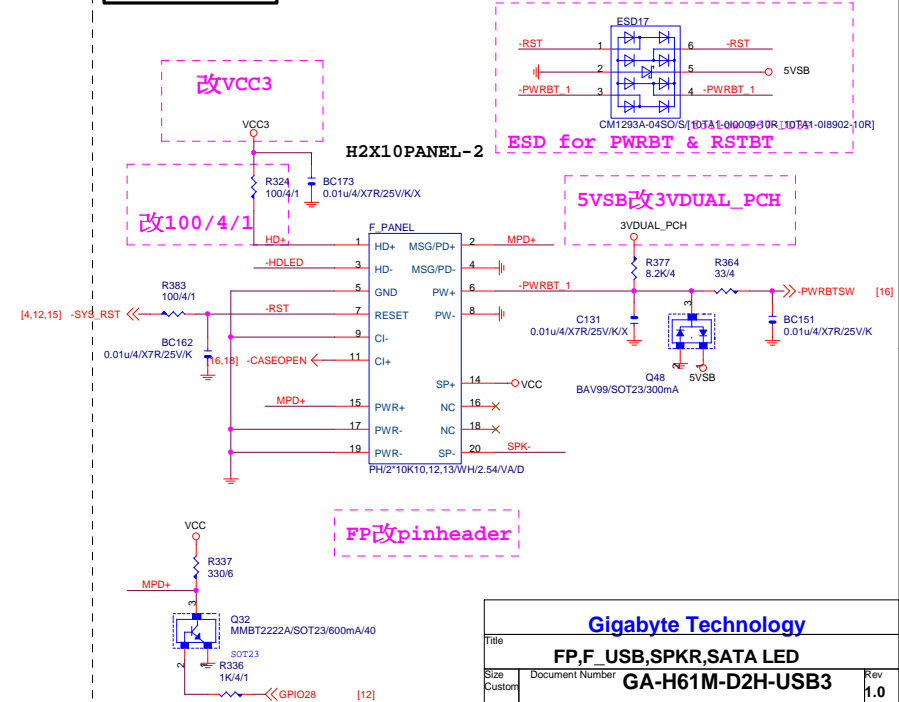 ESD17
-RST
1
6
-RST
2
5
5VSB
-PWRBT_1
3
4
-PWRBT_1
CM1293A-04SO/S/[10TA1-0I0009-10R_10TA1-0I8902-10R]
ESD for PWRBT & RSTBT
改VCC3
VCC3
H2X10PANEL-2
R324
100/4/1
BC173
0.01u/4/X7R/25V/K/X
改100/4/1
5VSB改3VDUAL_PCH
3VDUAL_PCH
F_PANEL
HD+
1
HD+
MSG/PD+
2
MPD+
-HDLED
3
HD-
MSG/PD-
4
R377
8.2K/4
R364
33/4
5
GND
PW+
6
-PWRBT_1
-PWRBTSW
[16]
R383
100/4/1
[4,12,15]
-SYS_RST
-RST
7
RESET
PW-
8
3
C131
0.01u/4/X7R/25V/K/X
BC151
0.01u/4/X7R/25V/K
9
CI-
BC162
0.01u/4/X7R/25V/K
[16,18]
-CASEOPEN
11
CI+
2
1
5VSB
Q48
BAV99/SOT23/300mA
SP+
14
VCC
MPD+
15
PWR+
NC
16
17
PWR-
NC
18
19
PWR-
SP-
20
SPK-
PH/2*10K10,12,13/WH/2.54/VA/D
FP改pinheader
VCC
R337
330/6
MPD+
3
Q32
MMBT2222A/SOT23/600mA/40
SOT23
2
1
R336
1K/4/1
GPIO28
[12]
Gigabyte Technology
Title
FP,F_USB,SPKR,SATA LED
Size
Custom
Document Number
GA-H61M-D2H-USB3
Rev
1.0